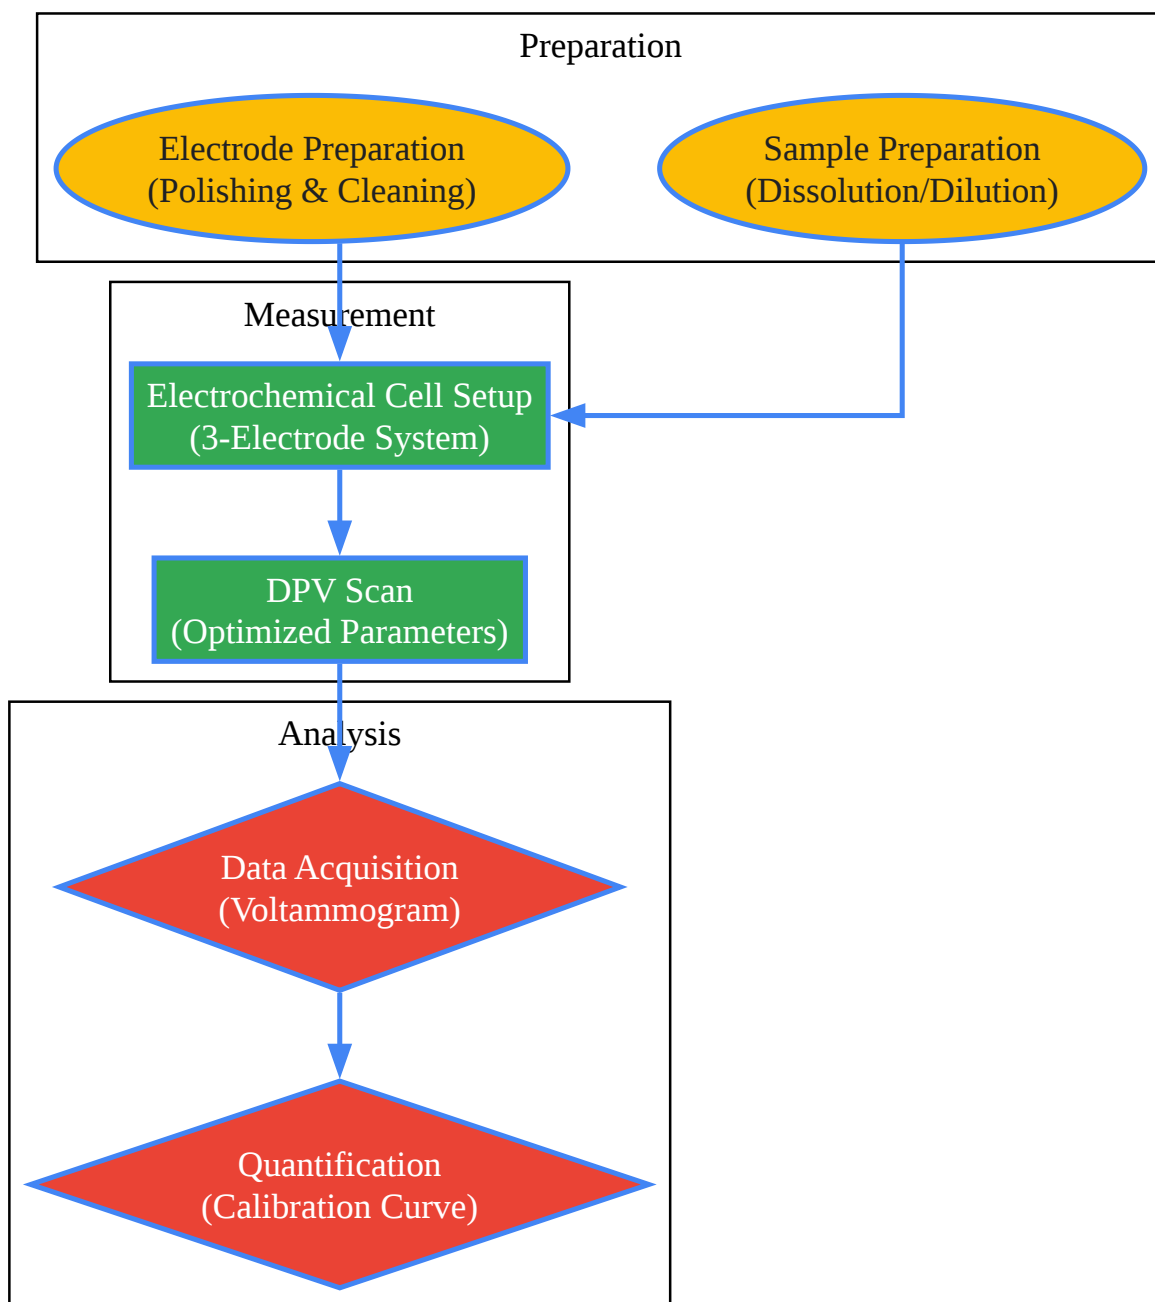 Preparation
Electrode Preparation
(Polishing & Cleaning)
Sample Preparation
(Dissolution/Dilution)
Measurement
Electrochemical Cell Setup
(3-Electrode System)
DPV Scan
(Optimized Parameters)
Analysis
Data Acquisition
(Voltammogram)
Quantification
(Calibration Curve)